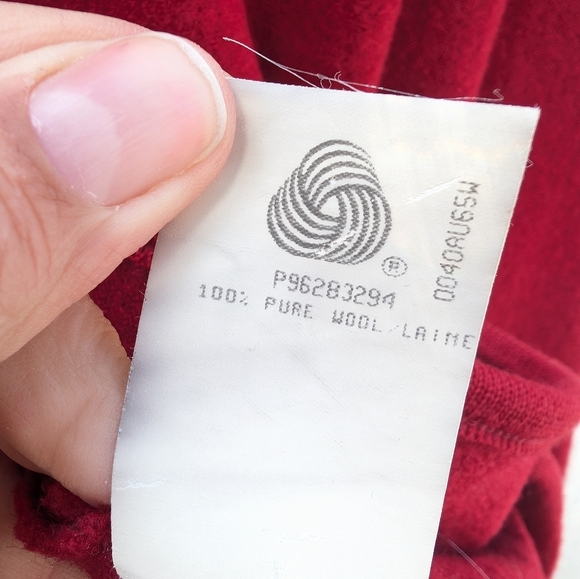 ®
P96283294
100% PURE WOOL/LAINE
0040AU65W